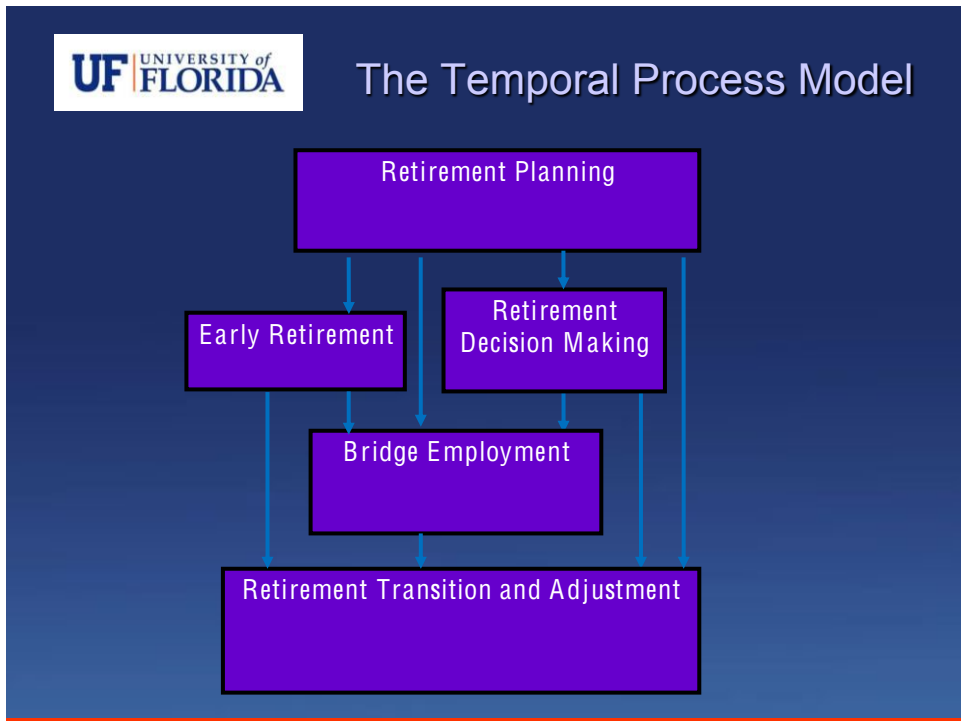 UF UNIVERSITY of
FLORIDA
The Temporal Process Model
Retirement Planning
Early Retirement
Retirement
Decision Making
Bridge Employment
Retirement Transition and Adjustment